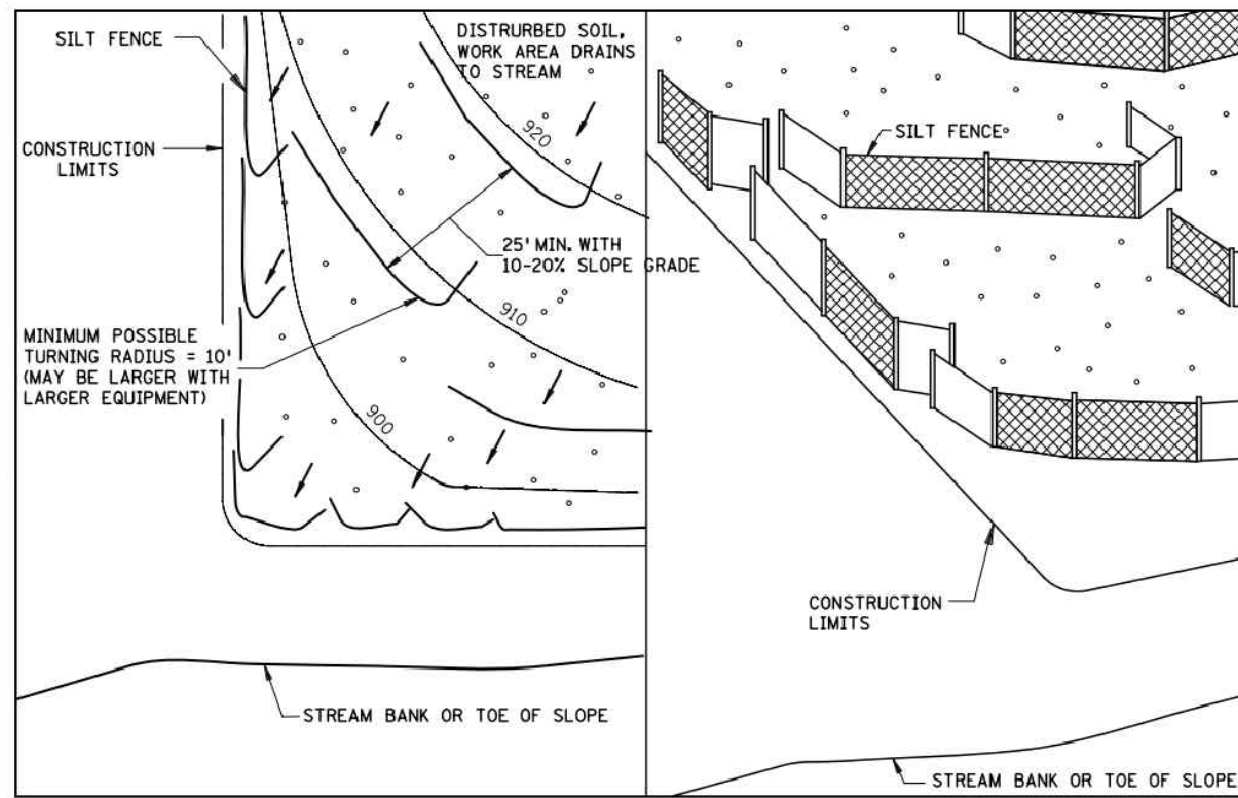 SILT FENCE
DISTRURBED SOIL,
WORK AREA DRAINS
TO STREAM
920
CONSTRUCTION
LIMITS
25' MIN. WITH
10-20% SLOPE GRADE
910
MINIMUM POSSIBLE
TURNING RADIUS = 10'
(MAY BE LARGER WITH
LARGER EQUIPMENT)
900
STREAM BANK OR TOE OF SLOPE
SILT FENCE
CONSTRUCTION
LIMITS
STREAM BANK OR TOE OF SLOPE